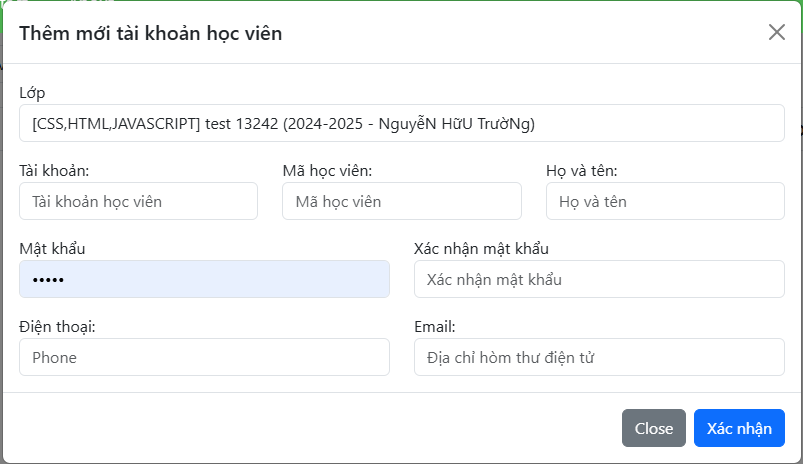 Thêm mới tài khoản học viên
Lớp
[CSS,HTML,JAVASCRIPT] test 13242 (2024-2025 - NguyễN HữU TrườNg)
Tài khoản: Mã học viên: Họ và tên:
Tài khoản học viên Mã học viên Họ và tên
Mật khẩu Xác nhận mật khẩu
••••• Xác nhận mật khẩu
Điện thoại: Email:
Phone Địa chỉ hòm thư điện tử
Close Xác nhận